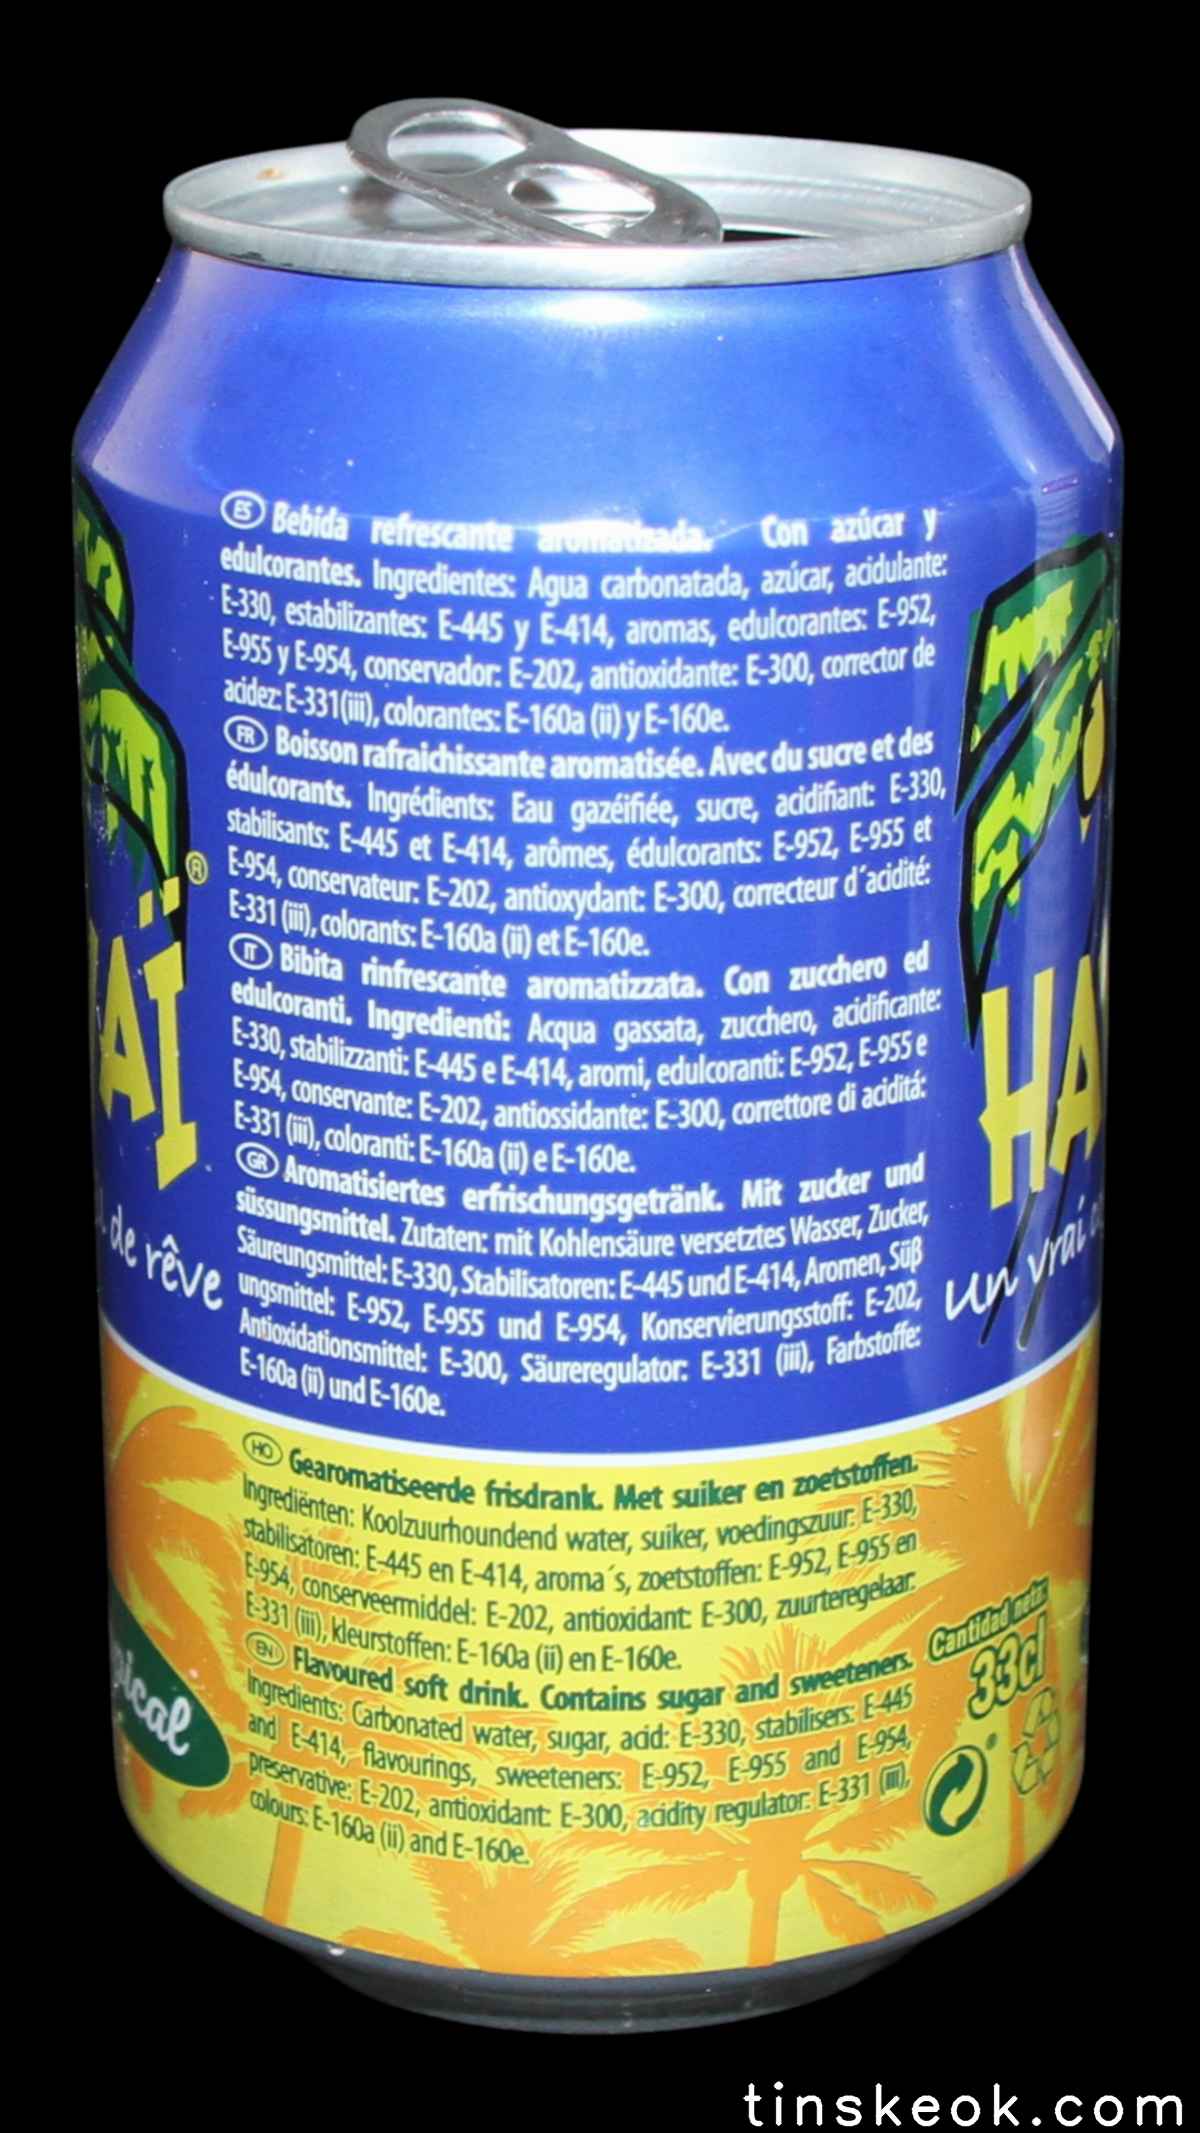 ES Bebida refrescante aromatizada. Con azúcar y
edulcorantes. Ingredientes: Agua carbonatada, azúcar, acidulante:
E-330, estabilizantes: E-445 y E-414, aromas, edulcorantes: E-952,
E-955 y E-954, conservador: E-202, antioxidante: E-300, corrector de
acidez: E-331(iii), colorantes: E-160a (ii) y E-160e.
FR Boisson rafraichissante aromatisée. Avec du sucre et des
édulcorants. Ingrédients: Eau gazéifiée, sucre, acidifiant: E-330,
stabilisants: E-445 et E-414, arômes, édulcorants: E-952, E-955 et
E-954, conservateur: E-202, antioxydant: E-300, correcteur d´acidité:
E-331 (iii), colorants: E-160a (ii) et E-160e.
IT Bibita rinfrescante aromatizzata. Con zucchero ed
edulcoranti. Ingredienti: Acqua gassata, zucchero, acidificante:
E-330, stabilizzanti: E-445 e E-414, aromi, edulcoranti: E-952, E-955 e
E-954, conservante: E-202, antiossidante: E-300, correttore di aciditá:
E-331 (iii), coloranti: E-160a (ii) e E-160e.
GR Aromatisiertes erfrischungsgetränk. Mit zucker und
süssungsmittel. Zutaten: mit Kohlensäure versetztes Wasser, Zucker,
Säureungsmittel: E-330, Stabilisatoren: E-445 und E-414, Aromen, Süß
ungsmittel: E-952, E-955 und E-954, Konservierungsstoff: E-202,
Antioxidationsmittel: E-300, Säureregulator: E-331 (iii), Farbstoffe:
E-160a (ii) und E-160e.
HO Gearomatiseerde frisdrank. Met suiker en zoetstoffen.
Ingrediënten: Koolzuurhoundend water, suiker, voedingszuur: E-330,
stabilisatoren: E-445 en E-414, aroma´s, zoetstoffen: E-952, E-955 en
E-954, conserveermiddel: E-202, antioxidant: E-300, zuurteregelaar:
E-331 (iii), kleurstoffen: E-160a (ii) en E-160e.
EN Flavoured soft drink. Contains sugar and sweeteners.
Ingredients: Carbonated water, sugar, acid: E-330, stabilisers: E-445
and E-414, flavourings, sweeteners: E-952, E-955 and E-954,
preservative: E-202, antioxidant: E-300, acidity regulator: E-331 (iii),
colours: E-160a (ii) and E-160e.
AÏ ®
de rêve
pical
HA
un vrai
Cantidad neta:
33cl
tinskeok.com